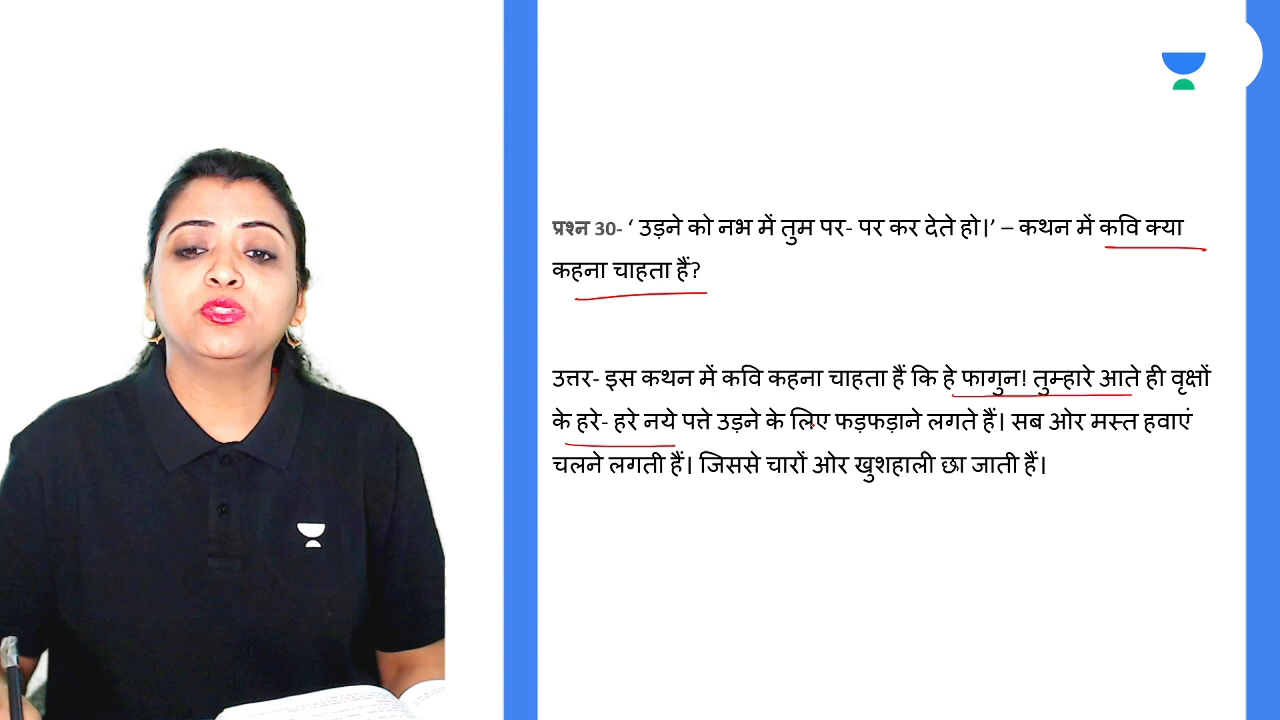 प्रश्न 30- ‘ उड़ने को नभ में तुम पर- पर कर देते हो।’ – कथन में कवि क्या
कहना चाहता हैं?
उत्तर- इस कथन में कवि कहना चाहता हैं कि हे फागुन! तुम्हारे आते ही वृक्षों
के हरे- हरे नये पत्ते उड़ने के लिए फड़फड़ाने लगते हैं। सब ओर मस्त हवाएं
चलने लगती हैं। जिससे चारों ओर खुशहाली छा जाती हैं।